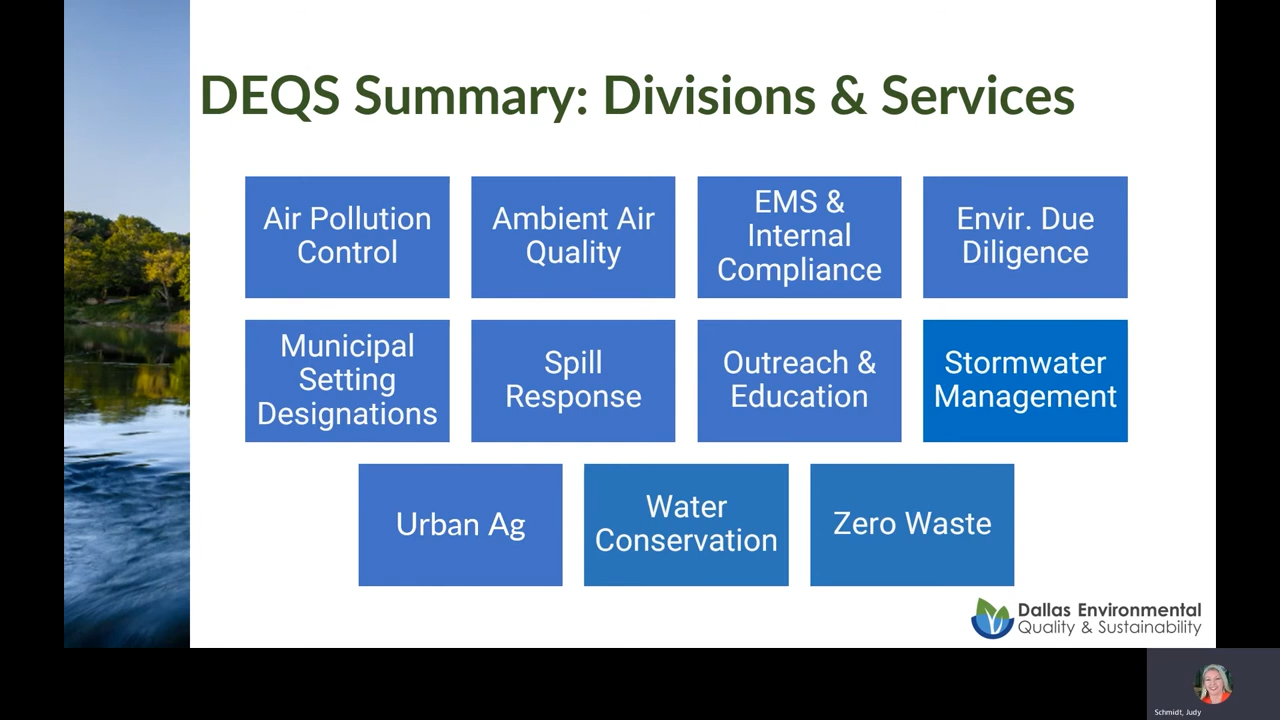 DEQS Summary: Divisions & Services
Air Pollution
Control
Ambient Air
Quality
EMS &
Internal
Compliance
Envir. Due
Diligence
Municipal
Setting
Designations
Spill
Response
Outreach &
Education
Stormwater
Management
Urban Ag
Water
Conservation
Zero Waste
Dallas Environmental
Quality & Sustainability
Schmidt, Judy